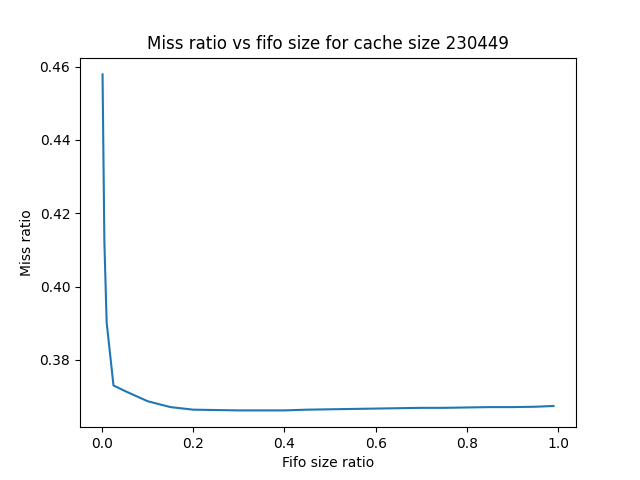 Miss ratio vs fifo size for cache size 230449
0.46
0.44
0.42
0.40
0.38
Miss ratio
0.0 0.2 0.4 0.6 0.8 1.0
Fifo size ratio